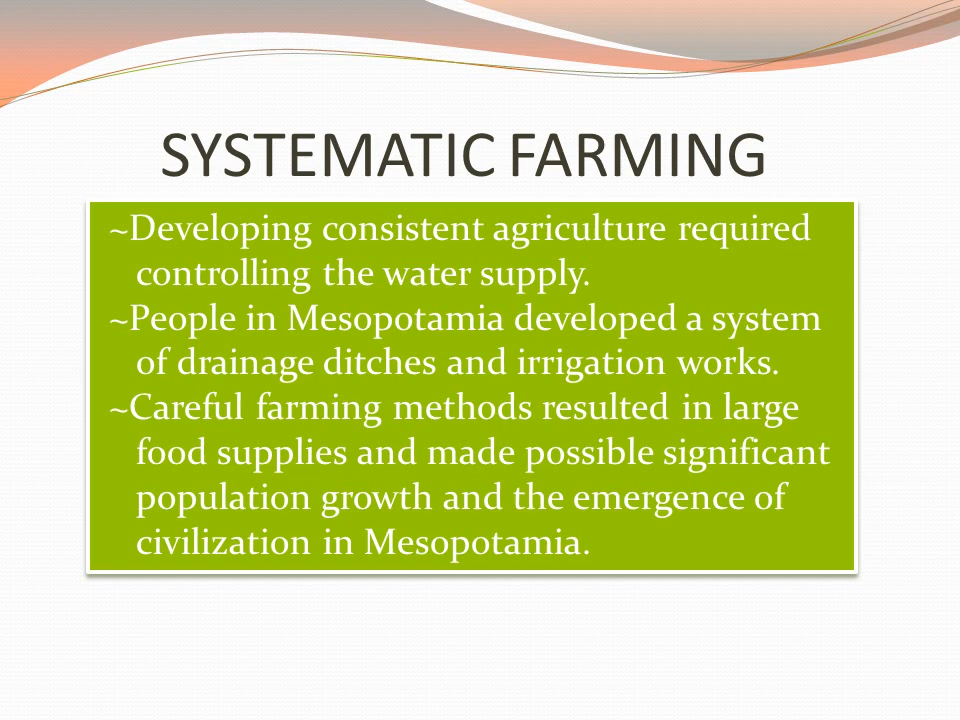 SYSTEMATIC FARMING
~Developing consistent agriculture required
controlling the water supply.
~People in Mesopotamia developed a system
of drainage ditches and irrigation works.
~Careful farming methods resulted in large
food supplies and made possible significant
population growth and the emergence of
civilization in Mesopotamia.